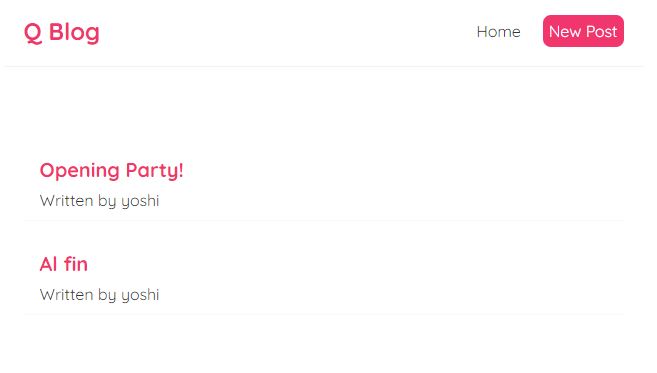 Q Blog
Home
New Post
Opening Party!
Written by yoshi
Al fin
Written by yoshi